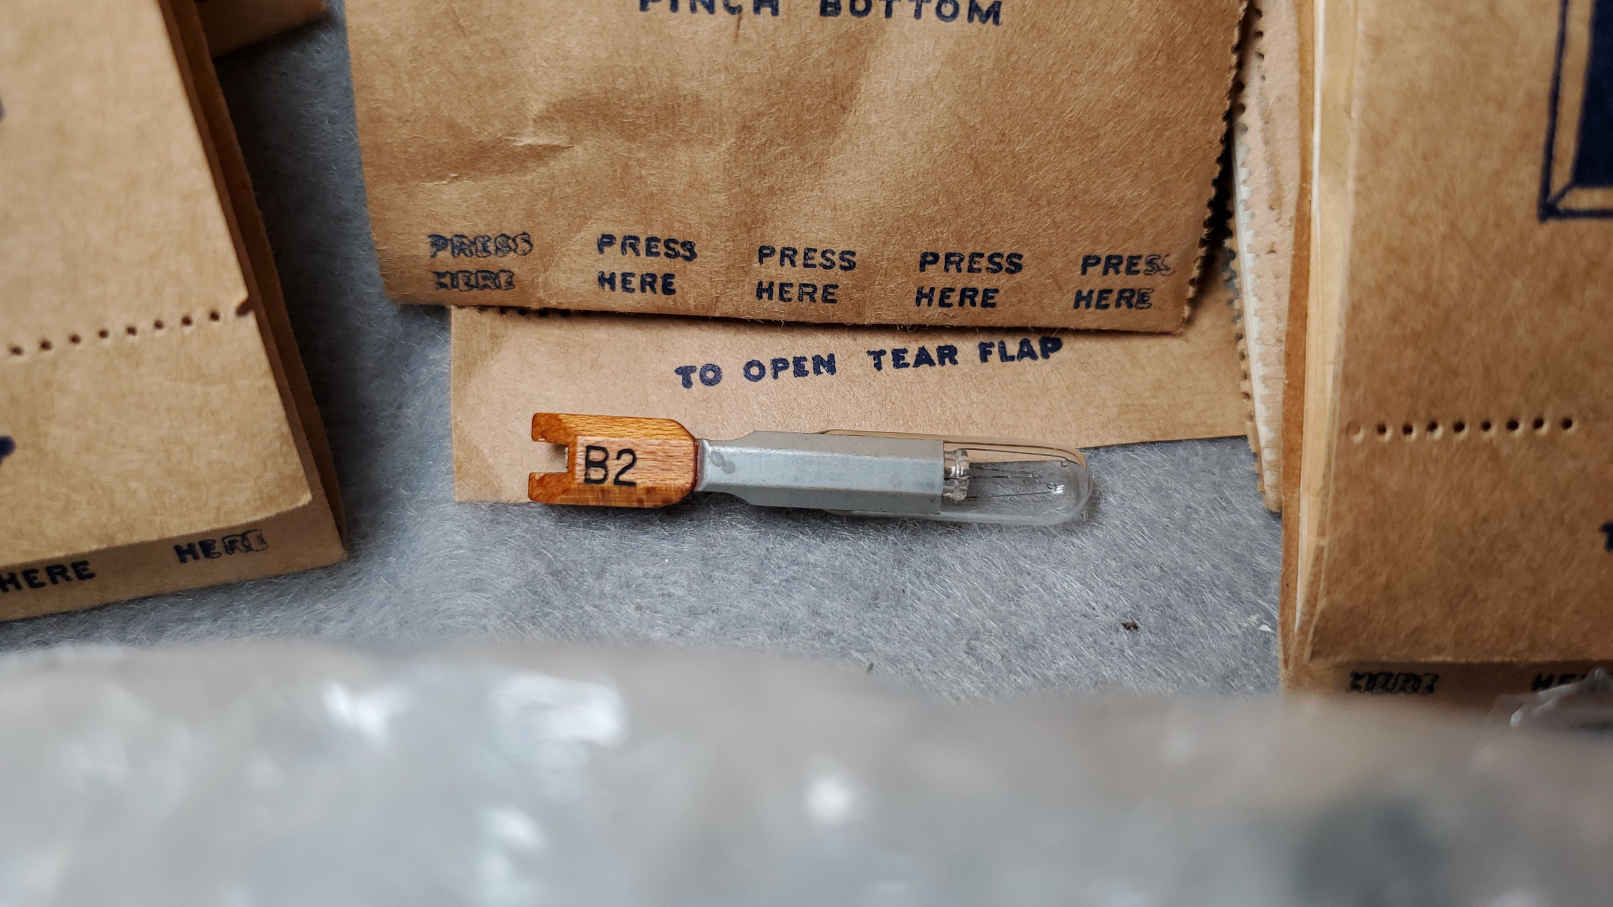 PINCH BOTTOM
PRESS PRESS PRESS PRESS PRESS
HERE HERE HERE HERE HERE
TO OPEN TEAR FLAP
B2
HERE HERE
HERE